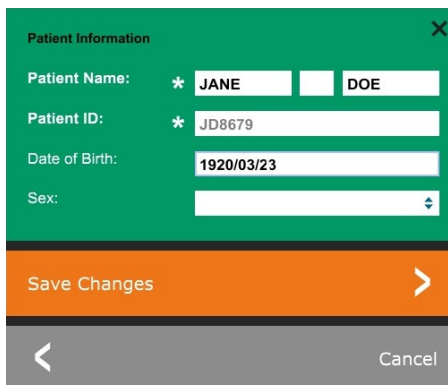 Patient Information
Patient Name: * JANE DOE
Patient ID: * JD8679
Date of Birth: 1920/03/23
Sex:
Save Changes
Cancel